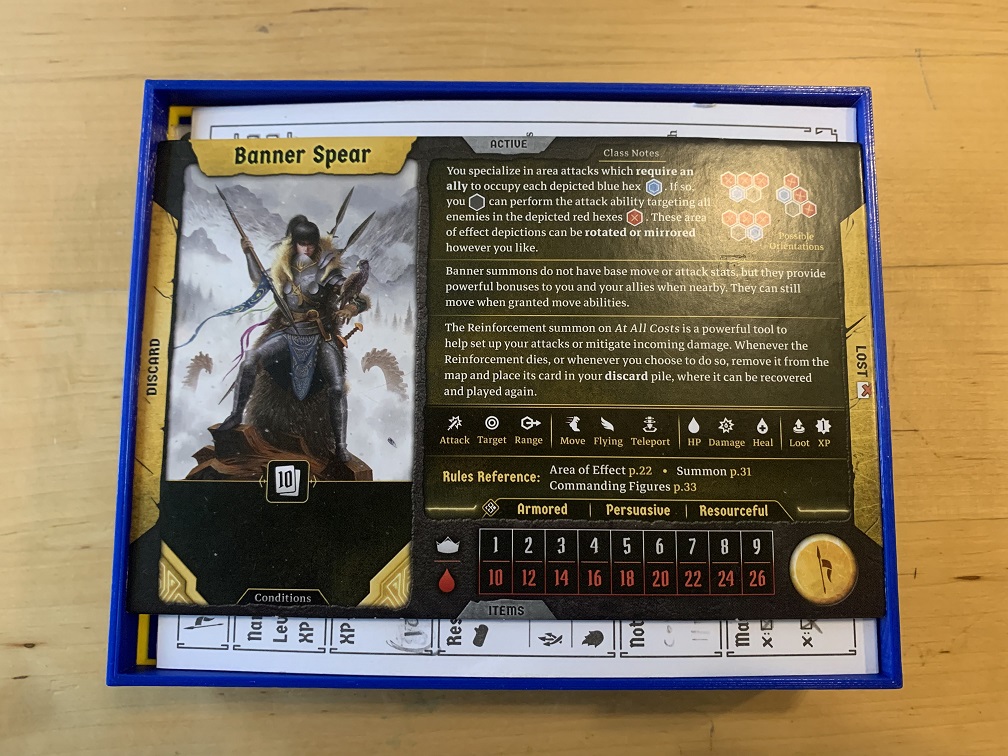 Banner Spear
ACTIVE
Class Notes
You specialize in area attacks which require an
ally to occupy each depicted blue hex . If so,
you can perform the attack ability targeting all
enemies in the depicted red hexes . These area
of effect depictions can be rotated or mirrored
however you like.
Possible
Orientations
Banner summons do not have base move or attack stats, but they provide
powerful bonuses to you and your allies when nearby. They can still
move when granted move abilities.
The Reinforcement summon on At All Costs is a powerful tool to
help set up your attacks or mitigate incoming damage. Whenever the
Reinforcement dies, or whenever you choose to do so, remove it from the
map and place its card in your discard pile, where it can be recovered
and played again.
Attack Target Range Move Flying Teleport HP Damage Heal Loot XP
Rules Reference: Area of Effect p.22 • Summon p.31
Commanding Figures p.33
Armored | Persuasive | Resourceful
1 2 3 4 5 6 7 8 9
10 12 14 16 18 20 22 24 26
ITEMS
DISCARD
LOST
10
Conditions
Nam
Leve
XP
XP:
Res
Not
Mas
x:
x: